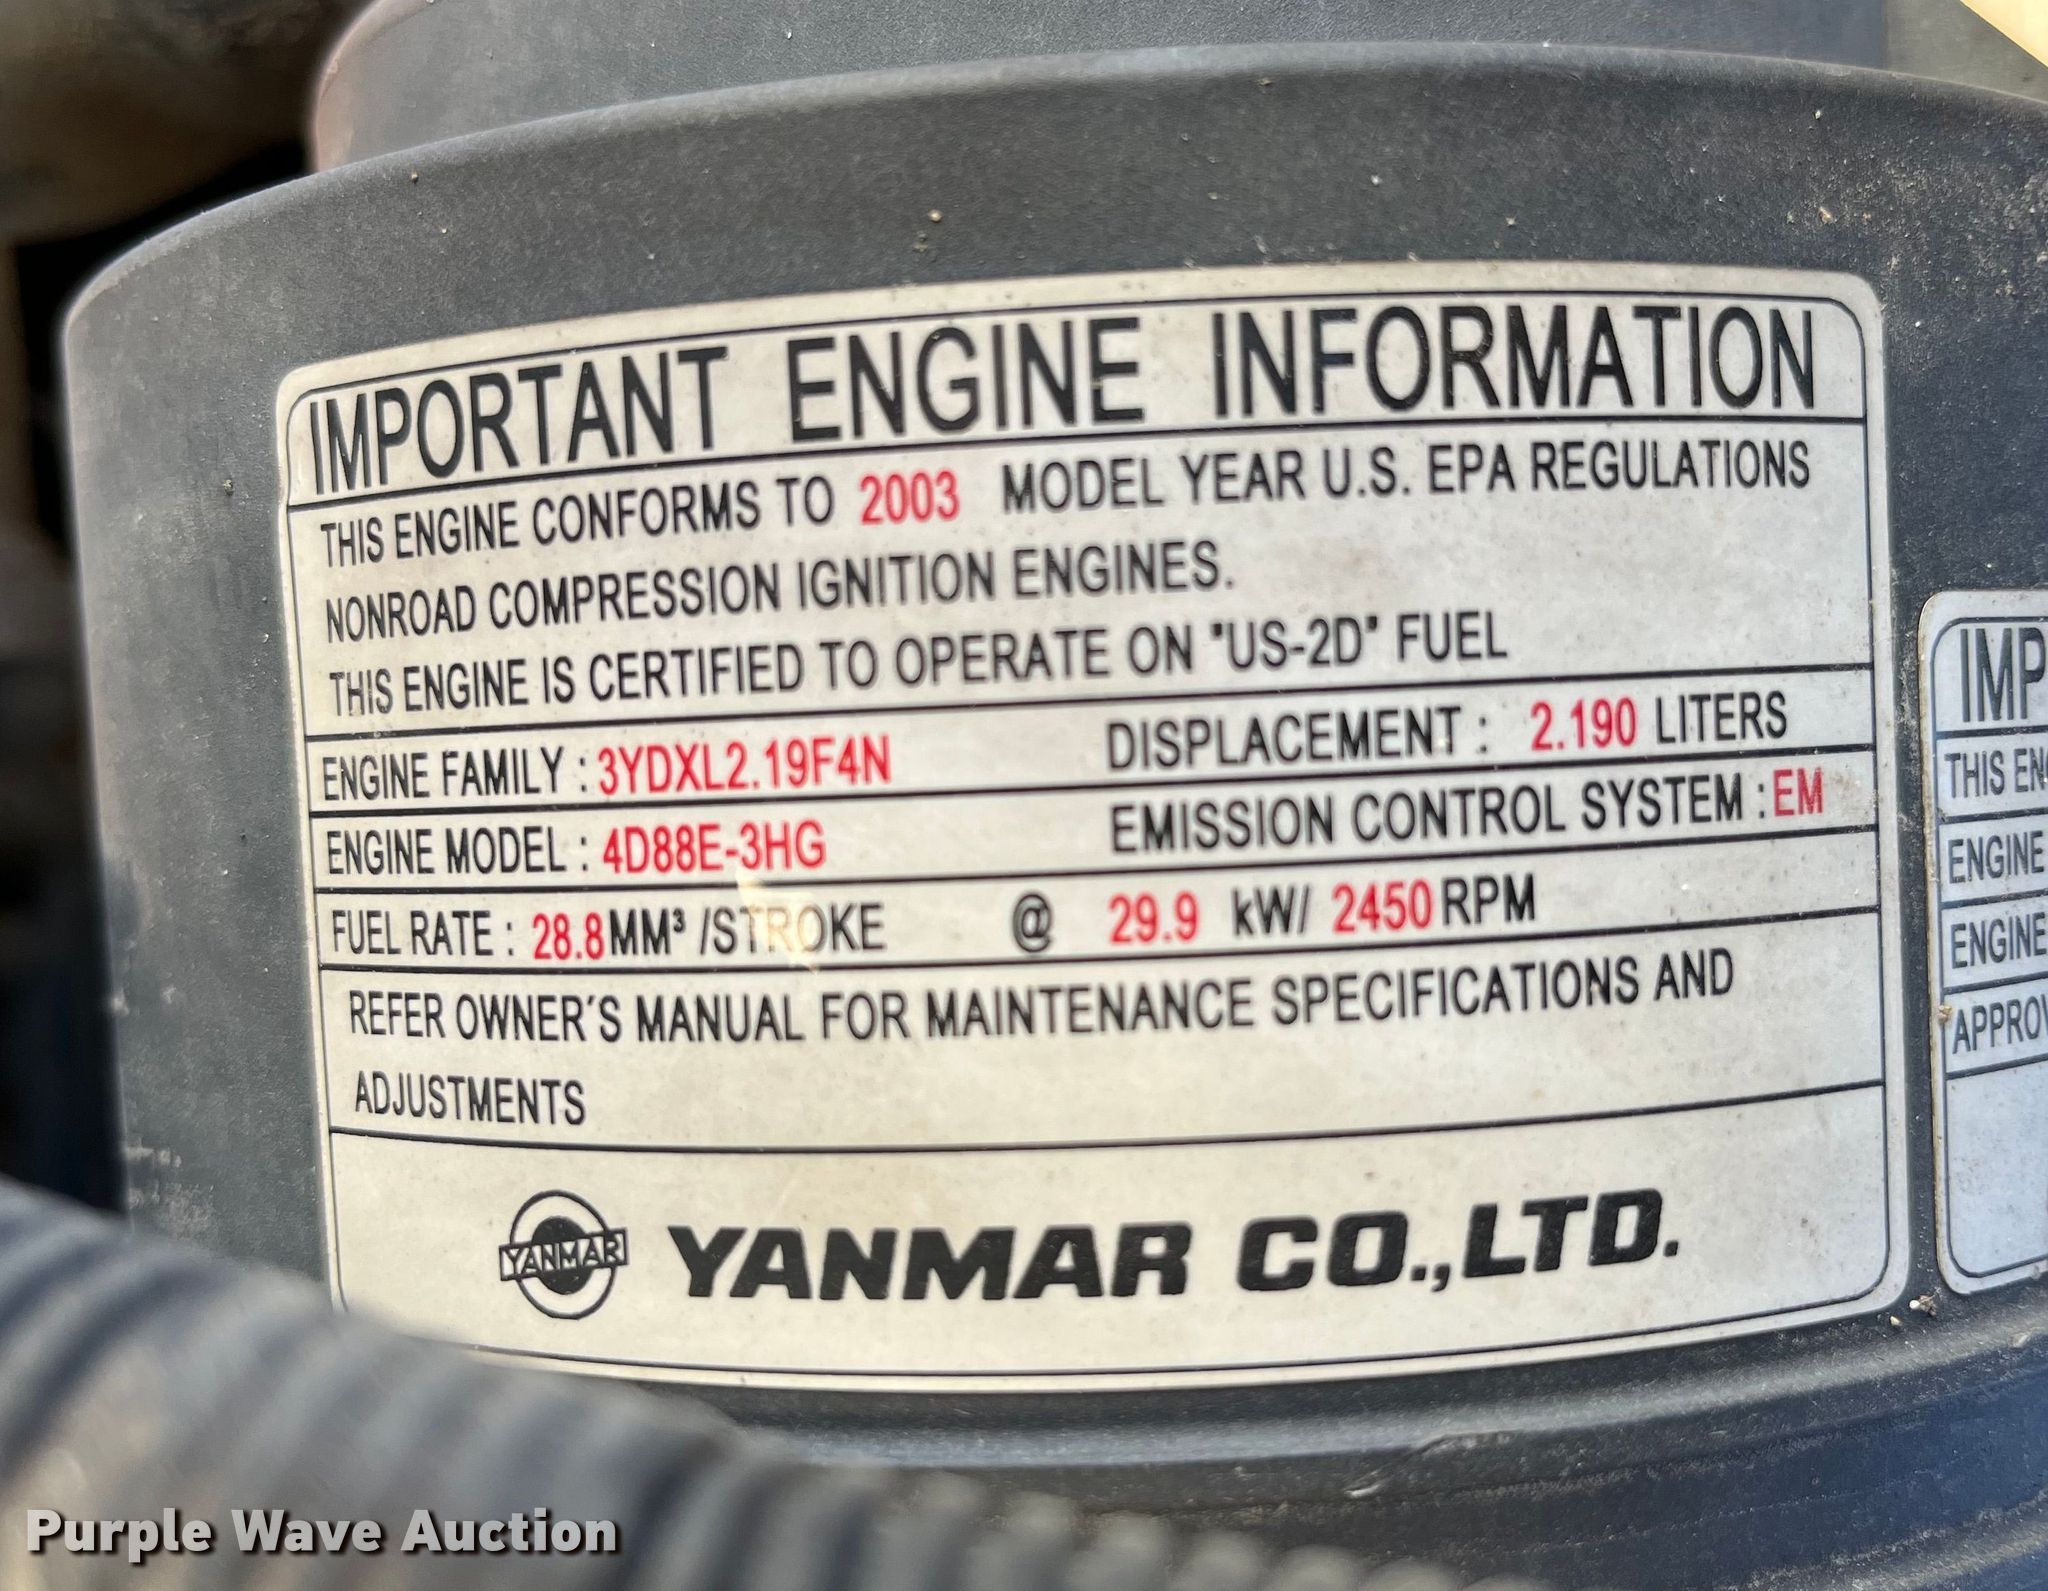 IMPORTANT ENGINE INFORMATION
THIS ENGINE CONFORMS TO 2003 MODEL YEAR U.S. EPA REGULATIONS
NONROAD COMPRESSION IGNITION ENGINES.
THIS ENGINE IS CERTIFIED TO OPERATE ON "US-2D" FUEL
ENGINE FAMILY : 3YDXL2.19F4N DISPLACEMENT : 2.190 LITERS
ENGINE MODEL : 4D88E-3HG EMISSION CONTROL SYSTEM : EM
FUEL RATE : 28.8 MM³ /STROKE @ 29.9 kW/ 2450 RPM
REFER OWNER'S MANUAL FOR MAINTENANCE SPECIFICATIONS AND
ADJUSTMENTS
YANMAR YANMAR CO.,LTD.
IMP
THIS EN
ENGINE
ENGINE
APPROV
Purple Wave Auction